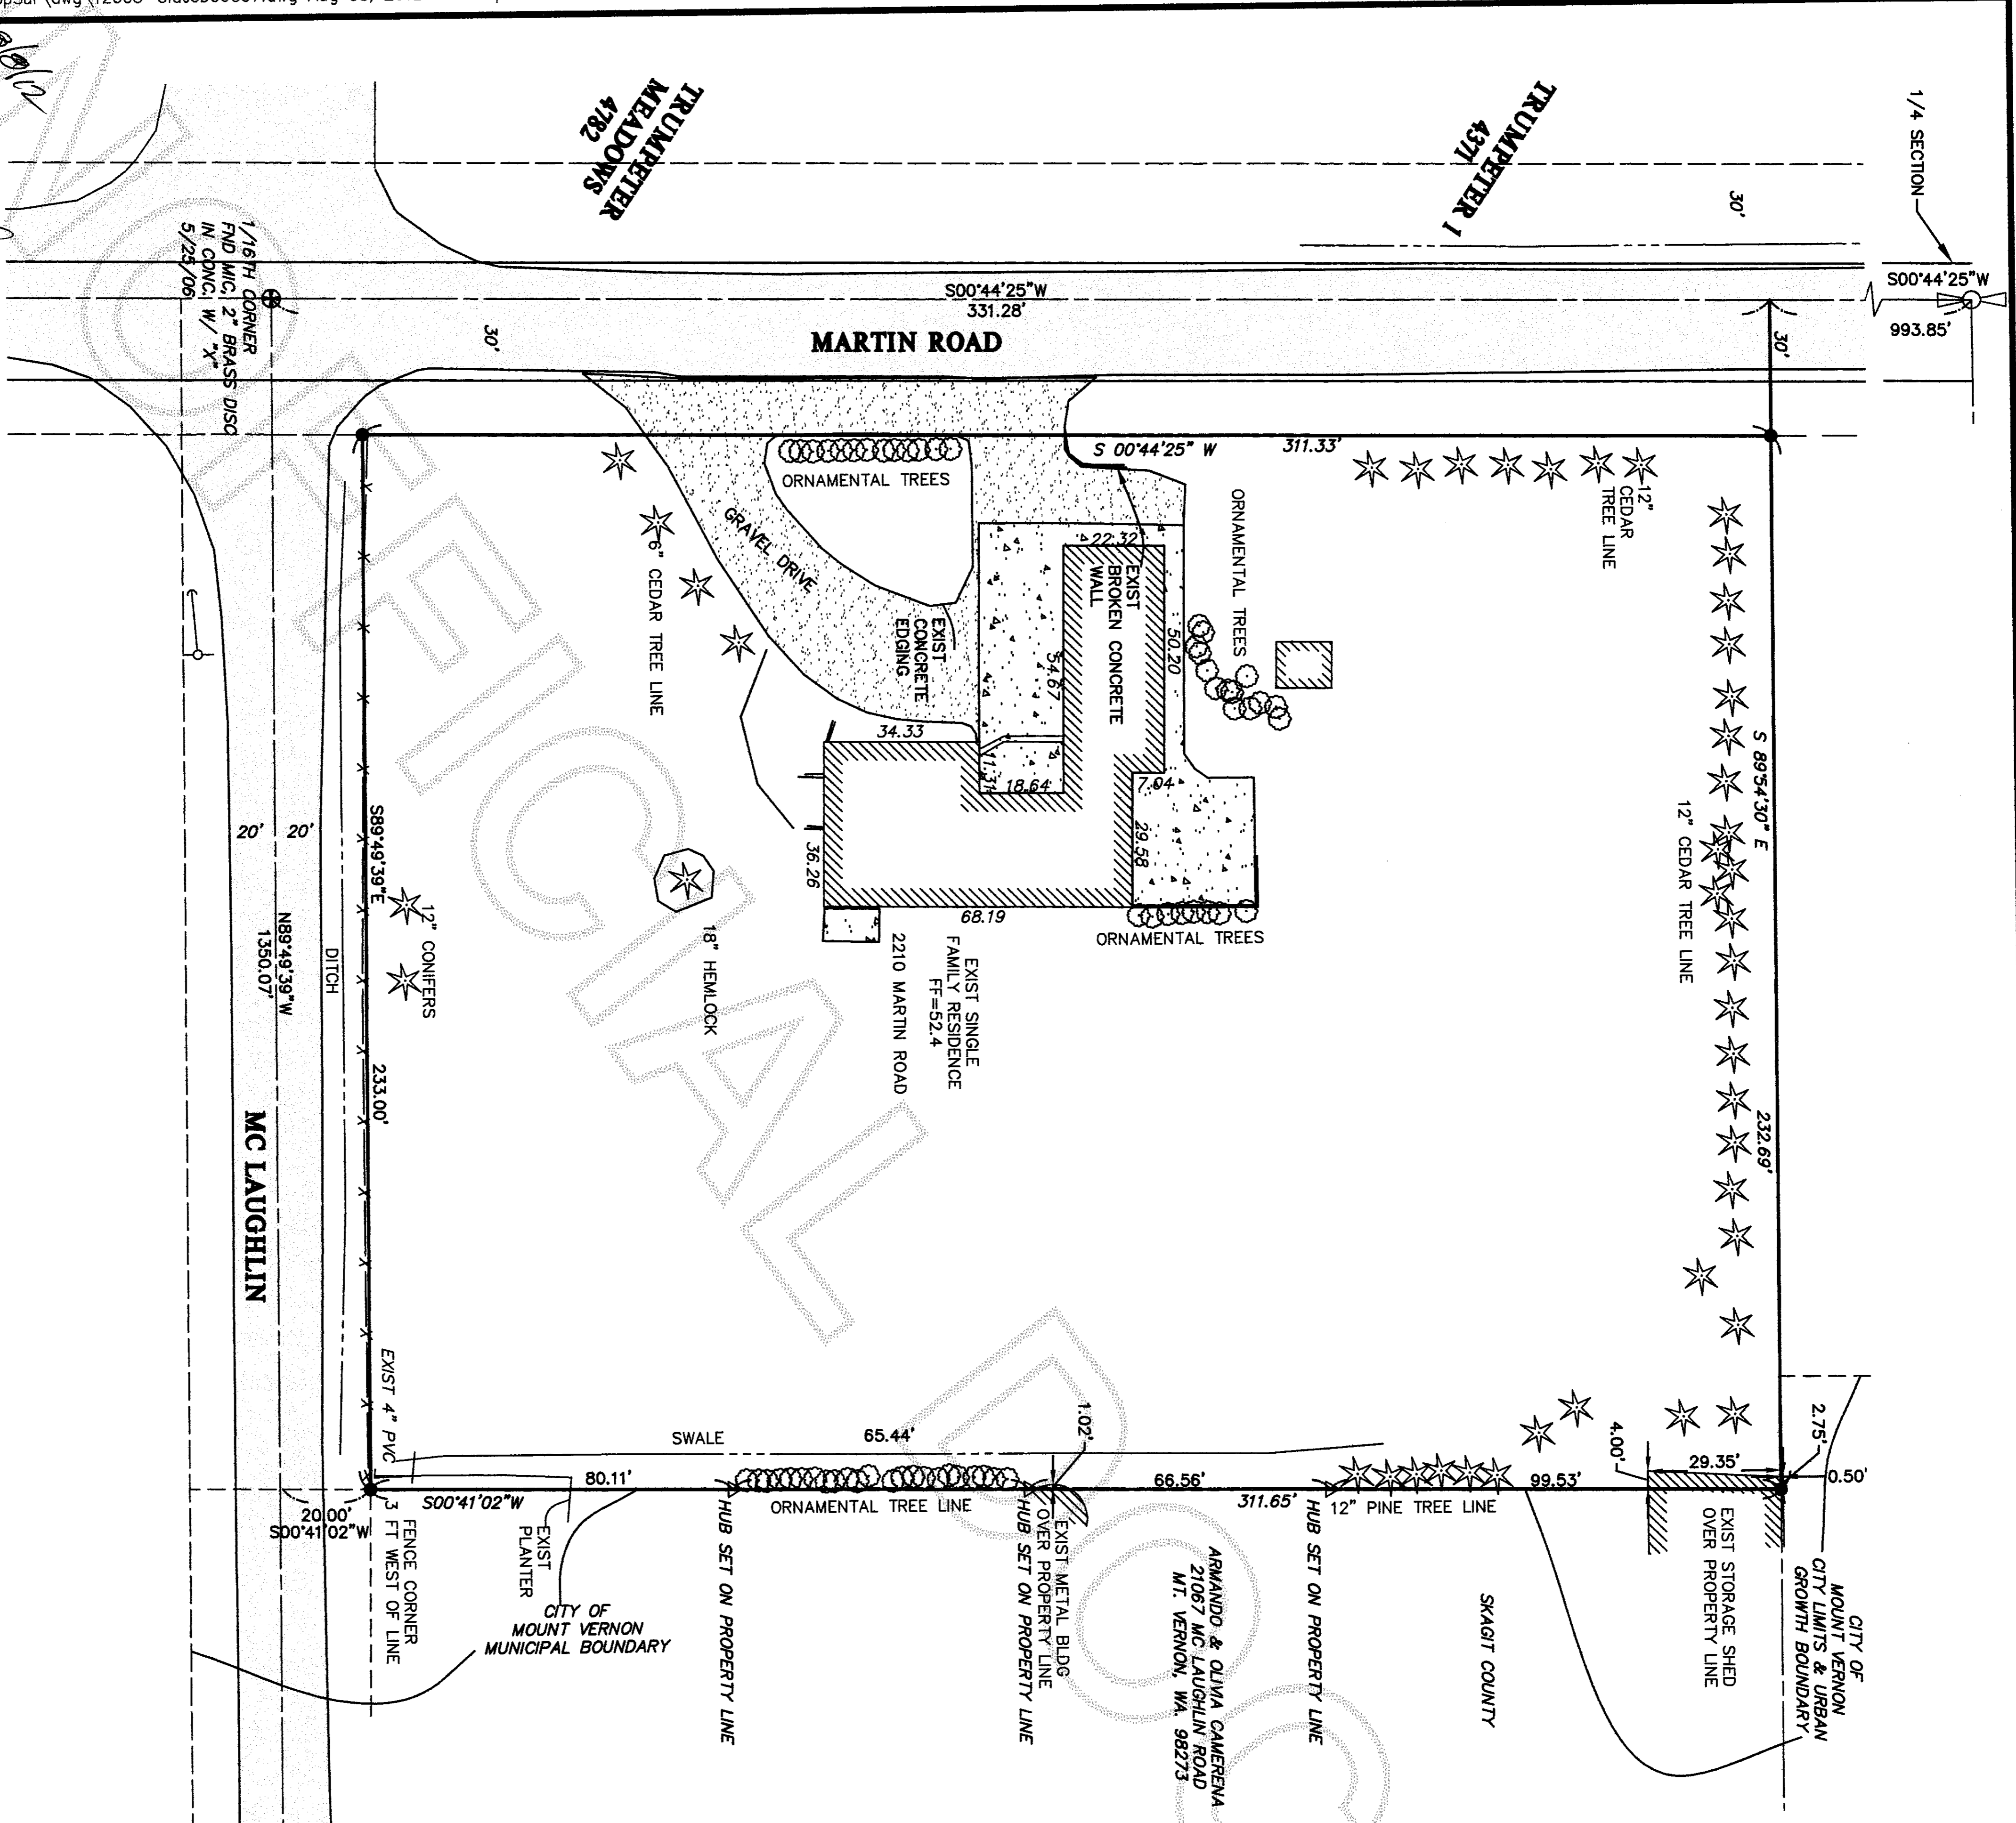 1/4 SECTION
S00°44'25"W
993.85'
TRUMPETER 1
4371
TRUMPETER
MEADOWS
4782
30'
S00°44'25"W
331.28'
MARTIN ROAD
30'
30'
1/16TH CORNER
FND MIC, 2" BRASS DISC
IN CONC. W/ "X"
5/25/06
S 00°44'25" W
311.33'
ORNAMENTAL TREES
12"
CEDAR
TREE LINE
ORNAMENTAL TREES
GRAVEL DRIVE
6" CEDAR TREE LINE
22.32
EXIST
BROKEN CONCRETE
WALL
EXIST
CONCRETE
EDGING
50.20
54.67
34.33
11.31
18.64
7.04
29.58
36.26
68.19
ORNAMENTAL TREES
S 89°54'30" E
232.69'
12" CEDAR TREE LINE
EXIST SINGLE
FAMILY RESIDENCE
FF=52.4
2210 MARTIN ROAD
18" HEMLOCK
12" CONIFERS
S89°49'39"E
233.00'
20'
20'
N89°49'39"W
1350.07'
DITCH
MC LAUGHLIN
EXIST 4" PVC
SWALE
65.44'
1.02'
80.11'
S00°41'02"W
ORNAMENTAL TREE LINE
66.56'
311.65'
12" PINE TREE LINE
99.53'
4.00'
29.35'
2.75'
0.50'
20.00'
S00°41'02"W
FENCE CORNER
3 FT WEST OF LINE
EXIST
PLANTER
CITY OF
MOUNT VERNON
MUNICIPAL BOUNDARY
HUB SET ON PROPERTY LINE
EXIST METAL BLDG
OVER PROPERTY LINE
HUB SET ON PROPERTY LINE
HUB SET ON PROPERTY LINE
ARMANDO & OLIVIA CAMERENA
21067 MC LAUGHLIN ROAD
MT. VERNON, WA. 98273
SKAGIT COUNTY
EXIST STORAGE SHED
OVER PROPERTY LINE
CITY OF
MOUNT VERNON
CITY LIMITS & URBAN
GROWTH BOUNDARY